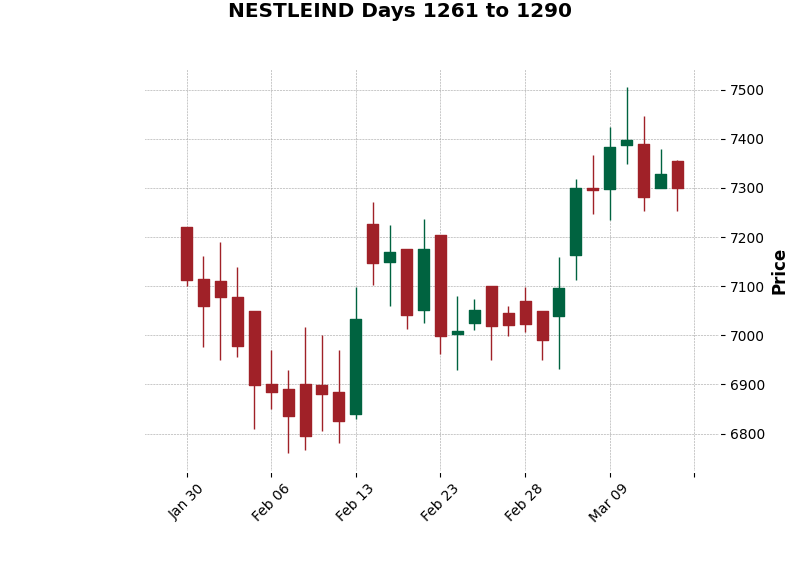 NESTLEIND Days 1261 to 1290
7500
7400
7300
7200
7100
7000
6900
6800
Price
Jan 30
Feb 06
Feb 13
Feb 23
Feb 28
Mar 09